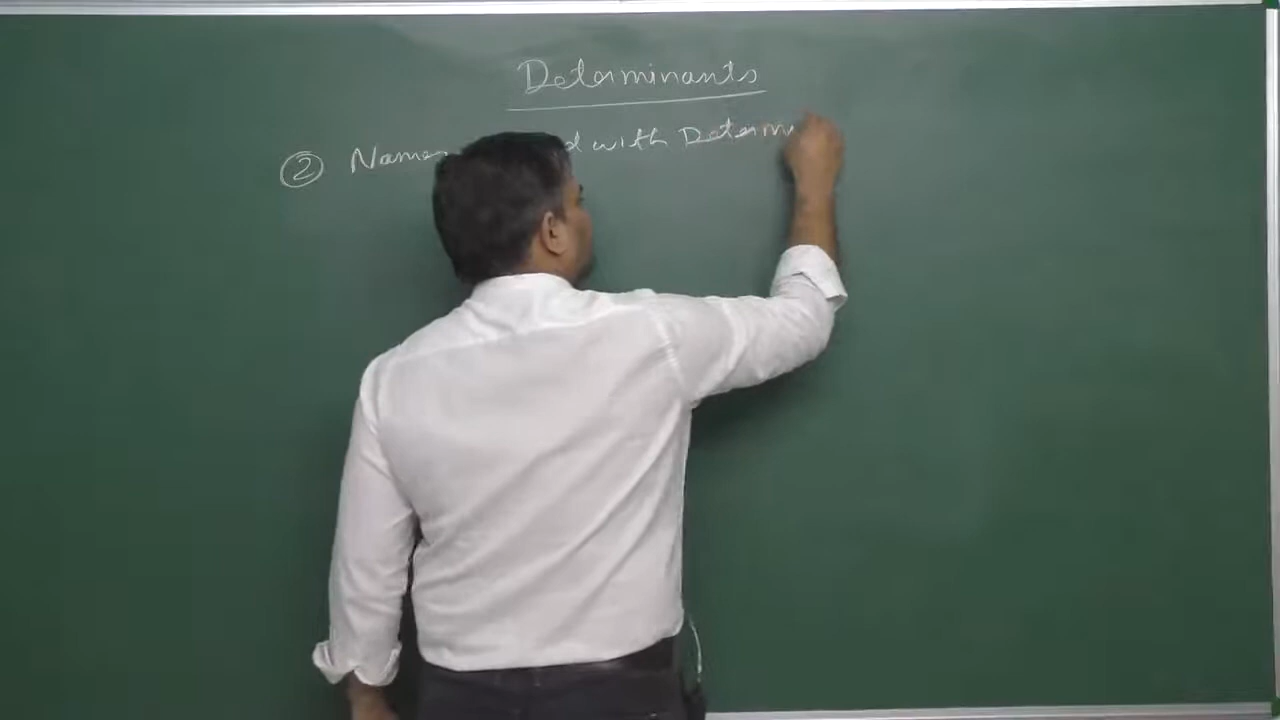 Determinants
② Names with Determ